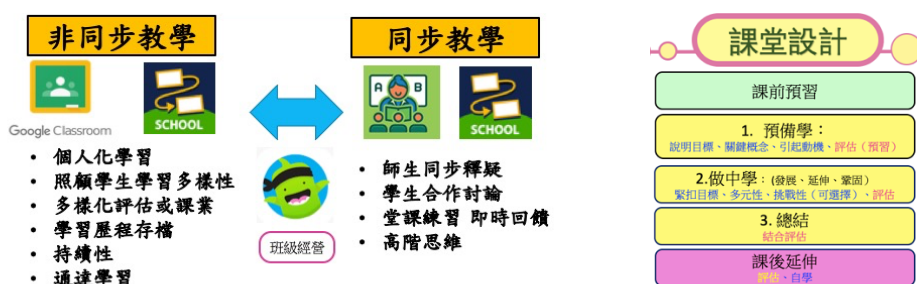 非同步教學
Google Classroom
SCHOOL
• 個人化學習
• 照顧學生學習多樣性
• 多樣化評估或課業
• 學習歷程存檔
• 持續性
• 通達學習
班級經營
同步教學
A B
SCHOOL
• 師生同步釋疑
• 學生合作討論
• 堂課練習 即時回饋
• 高階思維
課堂設計
課前預習
1. 預備學：
說明目標、關鍵概念、引起動機、評估（預習）
2.做中學：(發展、延伸、鞏固)
緊扣目標、多元性、挑戰性（可選擇）、評估
3. 總結
結合評估
課後延伸
評估、自學